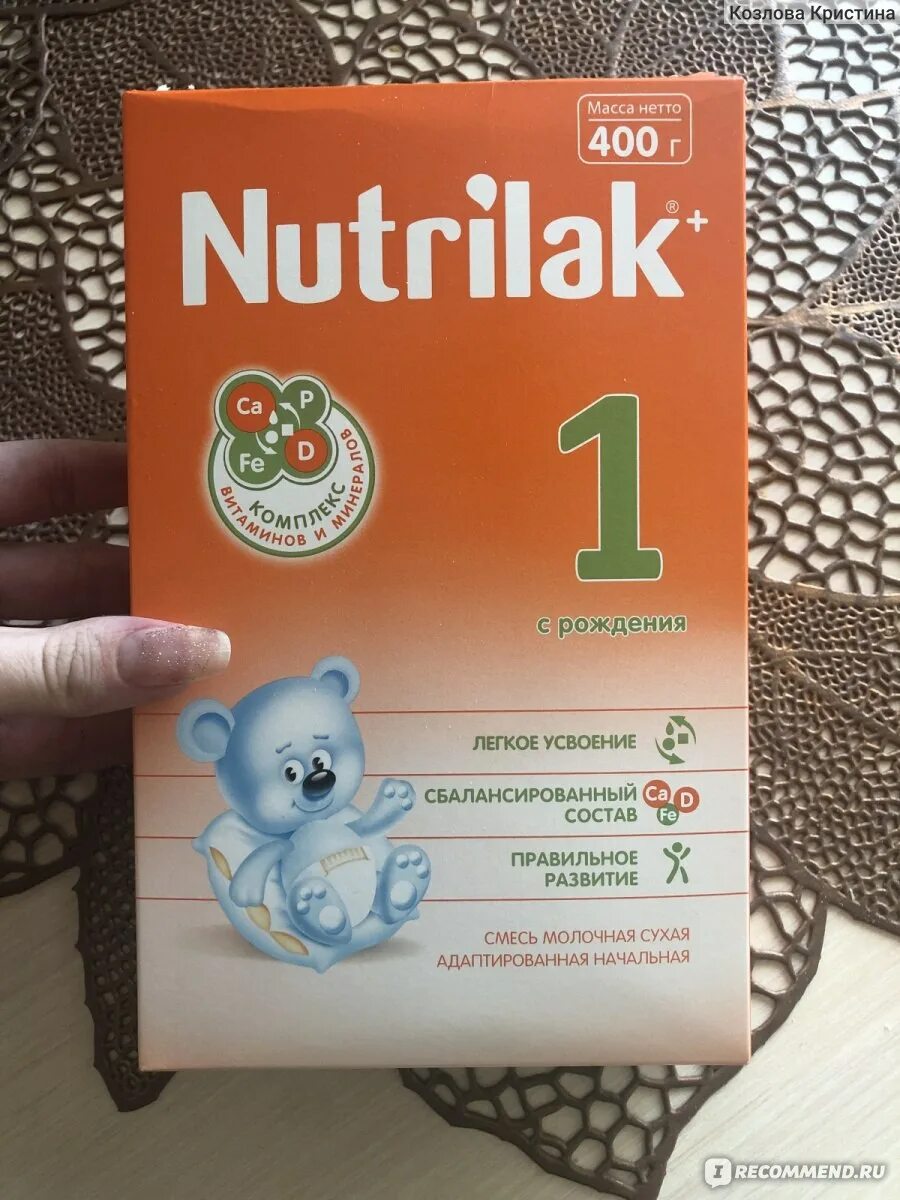 Козлова Кристина
Масса нетто
400 г
Nutrilak®+
Ca P
Fe D
КОМПЛЕКС
ВИТАМИНОВ И МИНЕРАЛОВ
1
с рождения
ЛЕГКОЕ УСВОЕНИЕ
СБАЛАНСИРОВАННЫЙ
СОСТАВ
Ca D
Fe
ПРАВИЛЬНОЕ
РАЗВИТИЕ
СМЕСЬ МОЛОЧНАЯ СУХАЯ
АДАПТИРОВАННАЯ НАЧАЛЬНАЯ
I RECOMMEND.RU